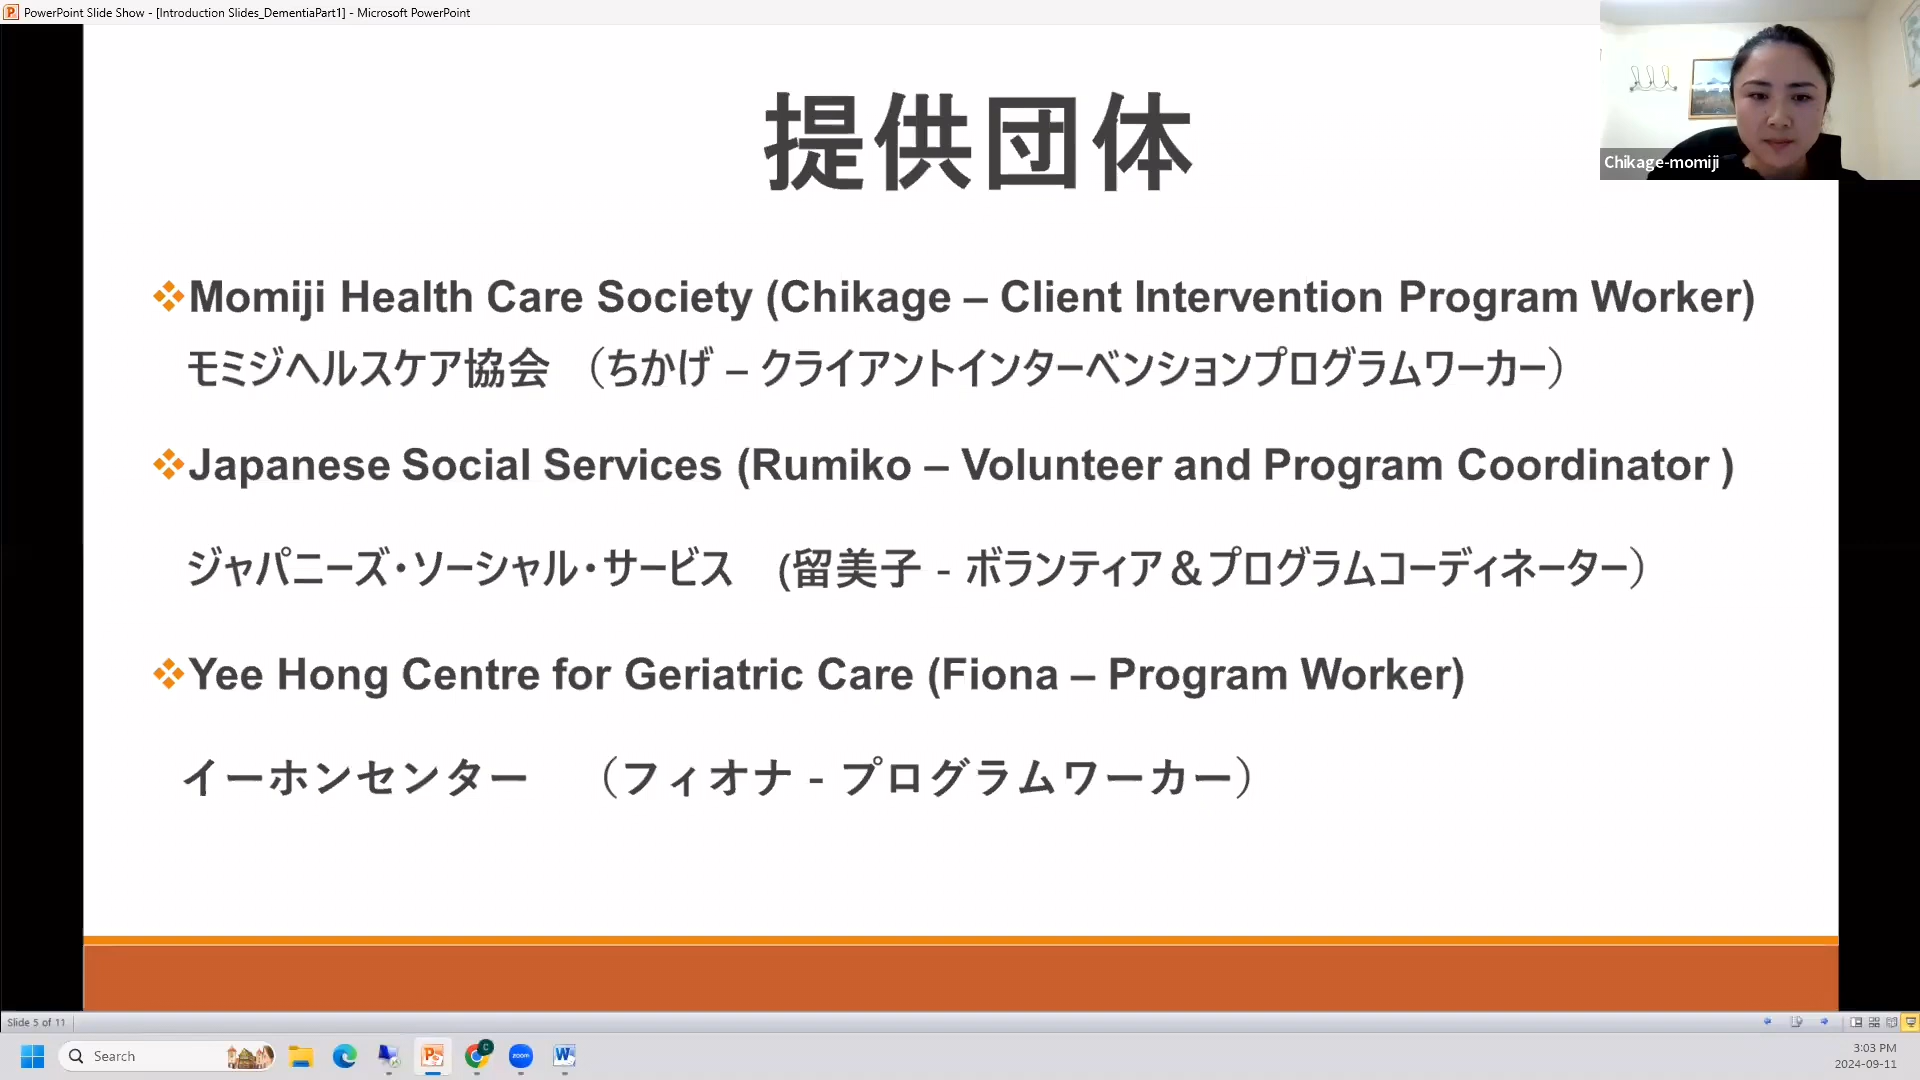 PowerPoint Slide Show - [Introduction Slides_DementiaPart1] - Microsoft PowerPoint
Chikage-momiji
提供団体
Momiji Health Care Society (Chikage – Client Intervention Program Worker)
モミジヘルスケア協会 （ちかげ – クライアントインターベンションプログラムワーカー）
Japanese Social Services (Rumiko – Volunteer and Program Coordinator )
ジャパニーズ・ソーシャル・サービス (留美子 - ボランティア＆プログラムコーディネーター）
Yee Hong Centre for Geriatric Care (Fiona – Program Worker)
イーホンセンター （フィオナ - プログラムワーカー）
Slide 5 of 11
Search
C
zoom
3:03 PM
2024-09-11